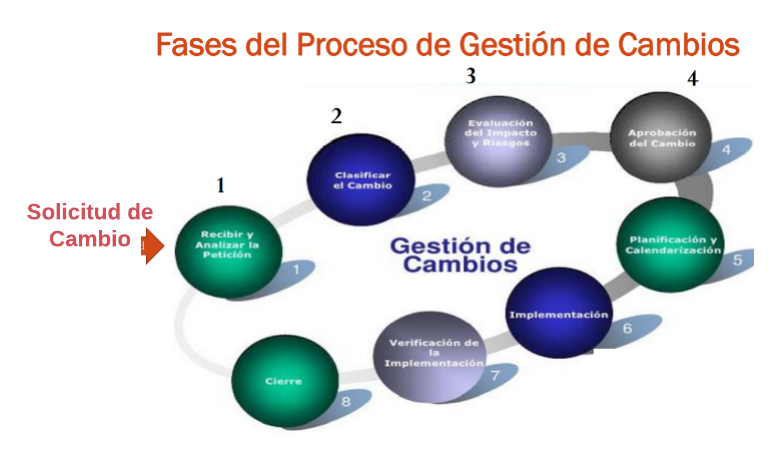 Fases del Proceso de Gestión de Cambios
1
2
3
4
Solicitud de
Cambio
Recibir y
Analizar la
Petición
1
Clasificar
el Cambio
2
Evaluación
del Impacto
y Riesgos
3
Aprobación
del Cambio
4
Planificación y
Calendarización
5
Gestión de
Cambios
Implementación
6
Verificación de
la
Implementación
7
Cierre
8